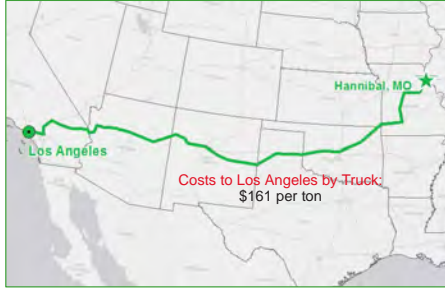 Hannibal, MO
Los Angeles
Costs to Los Angeles by Truck:
$161 per ton